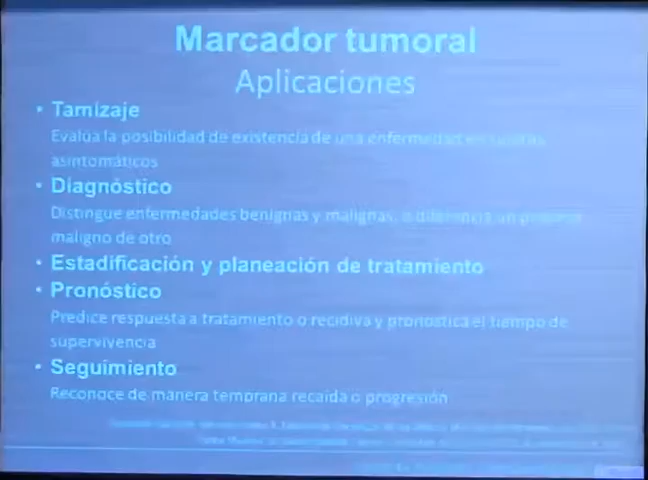 Marcador tumoral
Aplicaciones
• Tamizaje
Evalúa la posibilidad de existencia de una enfermedad en
asintomáticos
• Diagnóstico
Distingue enfermedades benignas y malignas, o diferencia un proceso
maligno de otro
• Estadificación y planeación de tratamiento
• Pronóstico
Predice respuesta a tratamiento o recidiva y pronostica el tiempo de
supervivencia
• Seguimiento
Reconoce de manera temprana recaída o progresión